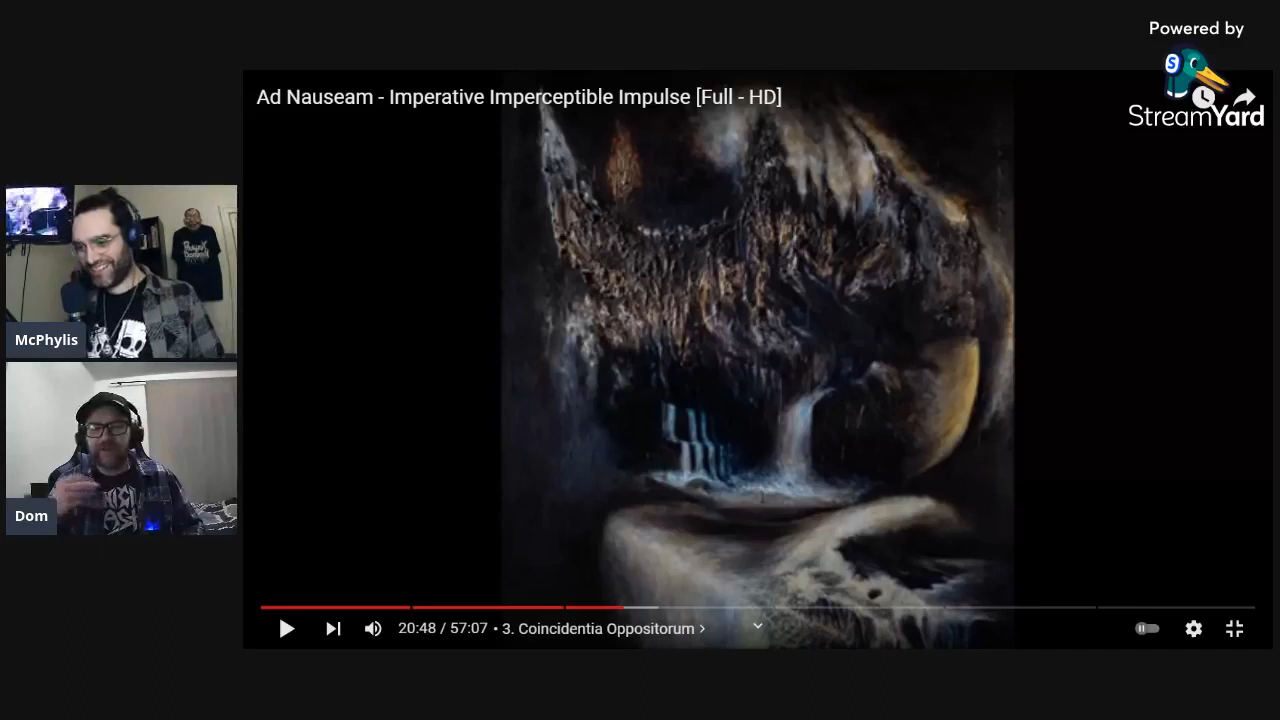 Powered by
S
StreamYard
Ad Nauseam - Imperative Imperceptible Impulse [Full - HD]
McPhylis
Dom
20:48 / 57:07 • 3. Coincidentia Oppositorum ›